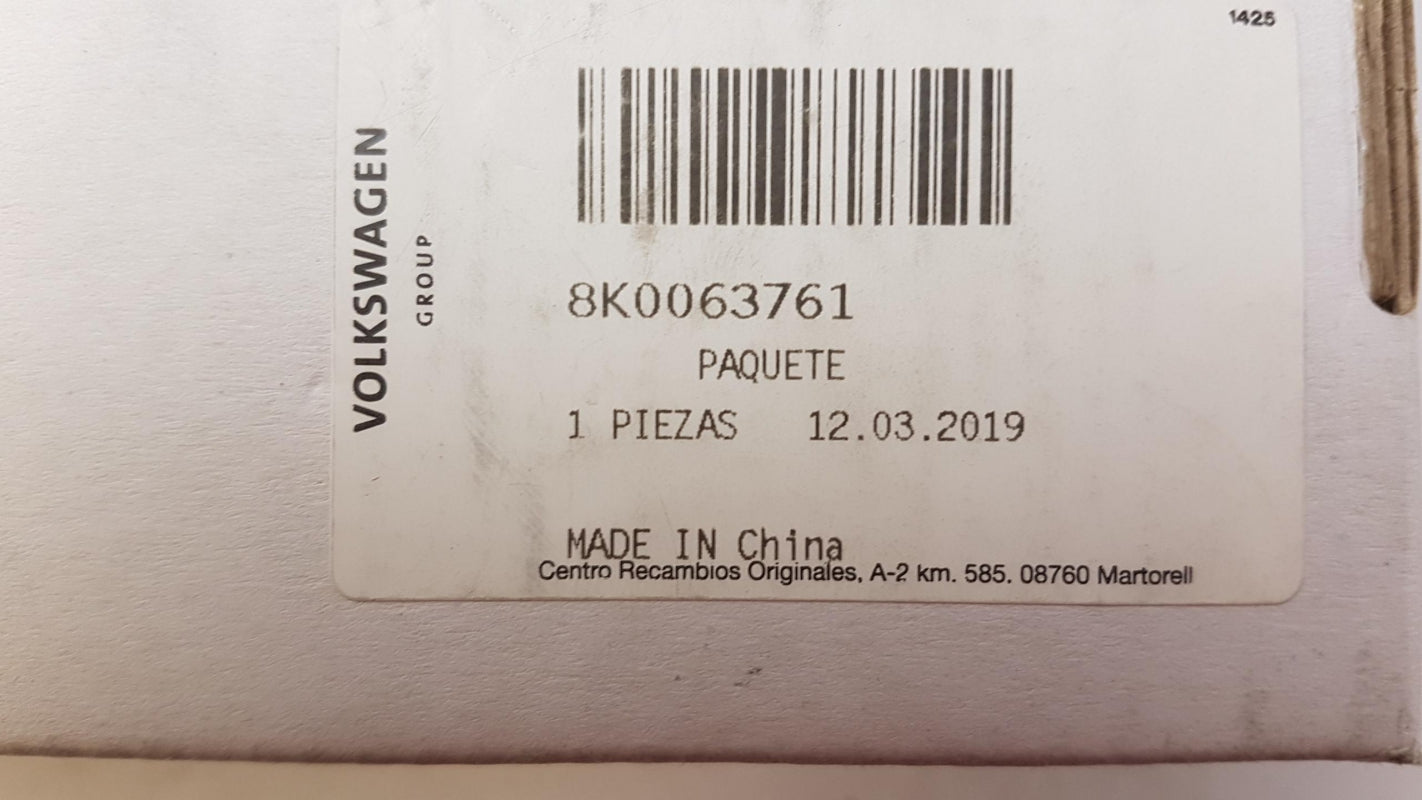 1425
VOLKSWAGEN
GROUP
8K0063761
PAQUETE
1 PIEZAS 12.03.2019
MADE IN China
Centro Recambios Originales, A-2 km. 585. 08760 Martorell